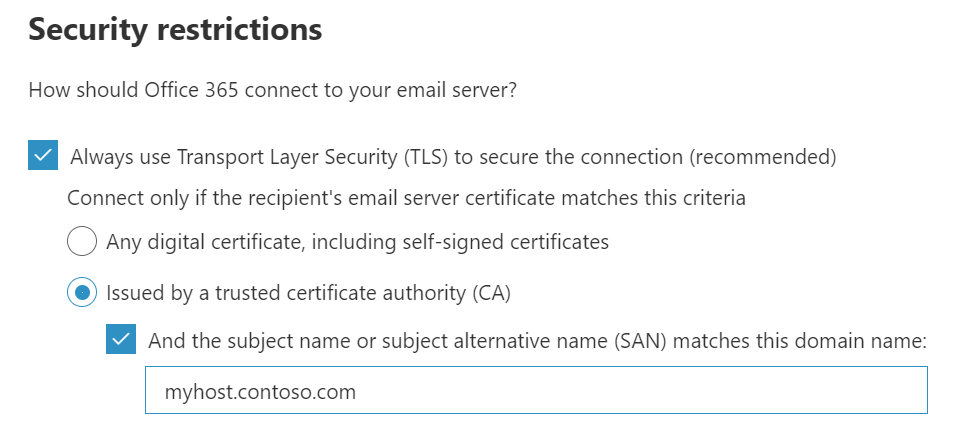 Security restrictions
How should Office 365 connect to your email server?
Always use Transport Layer Security (TLS) to secure the connection (recommended)
Connect only if the recipient's email server certificate matches this criteria
Any digital certificate, including self-signed certificates
Issued by a trusted certificate authority (CA)
And the subject name or subject alternative name (SAN) matches this domain name:
myhost.contoso.com